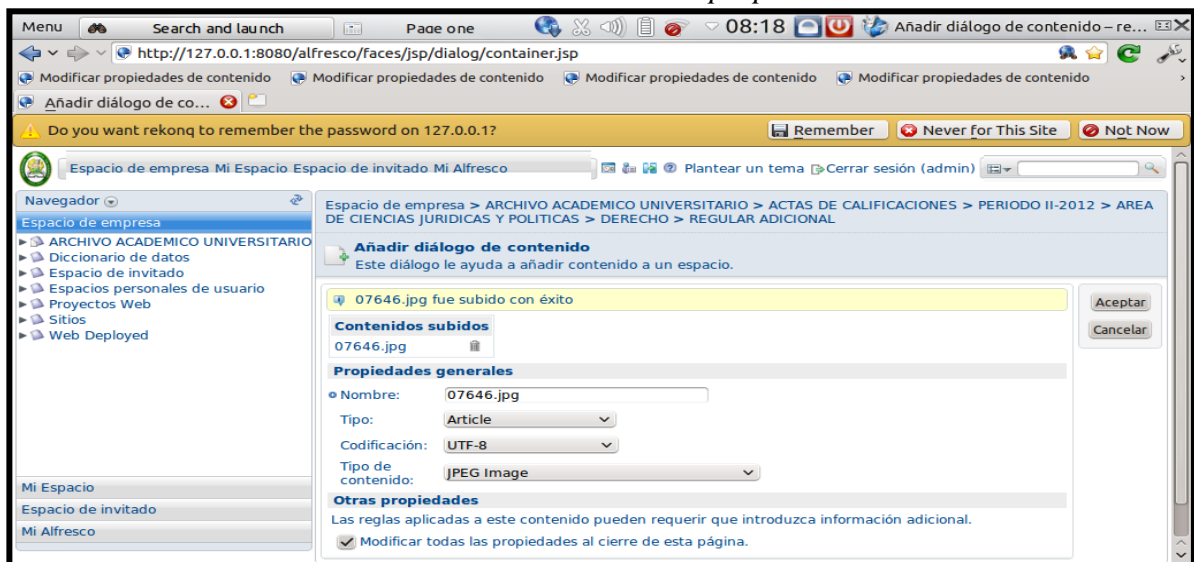 Menu Search and launch Page one 08:18 Añadir diálogo de contenido – re...
http://127.0.0.1:8080/alfresco/faces/jsp/dialog/container.jsp
Modificar propiedades de contenido Modificar propiedades de contenido Modificar propiedades de contenido Modificar propiedades de contenido
Añadir diálogo de co...
Do you want rekonq to remember the password on 127.0.0.1? Remember Never for This Site Not Now
Espacio de empresa Mi Espacio Espacio de invitado Mi Alfresco Plantear un tema Cerrar sesión (admin)
Navegador
Espacio de empresa
ARCHIVO ACADEMICO UNIVERSITARIO
Diccionario de datos
Espacio de invitado
Espacios personales de usuario
Proyectos Web
Sitios
Web Deployed
Mi Espacio
Espacio de invitado
Mi Alfresco
Espacio de empresa > ARCHIVO ACADEMICO UNIVERSITARIO > ACTAS DE CALIFICACIONES > PERIODO II-2012 > AREA
DE CIENCIAS JURIDICAS Y POLITICAS > DERECHO > REGULAR ADICIONAL
Añadir diálogo de contenido
Este diálogo le ayuda a añadir contenido a un espacio.
07646.jpg fue subido con éxito
Contenidos subidos
07646.jpg
Propiedades generales
Nombre: 07646.jpg
Tipo: Article
Codificación: UTF-8
Tipo de
contenido: JPEG Image
Otras propiedades
Las reglas aplicadas a este contenido pueden requerir que introduzca información adicional.
Modificar todas las propiedades al cierre de esta página.
Aceptar
Cancelar